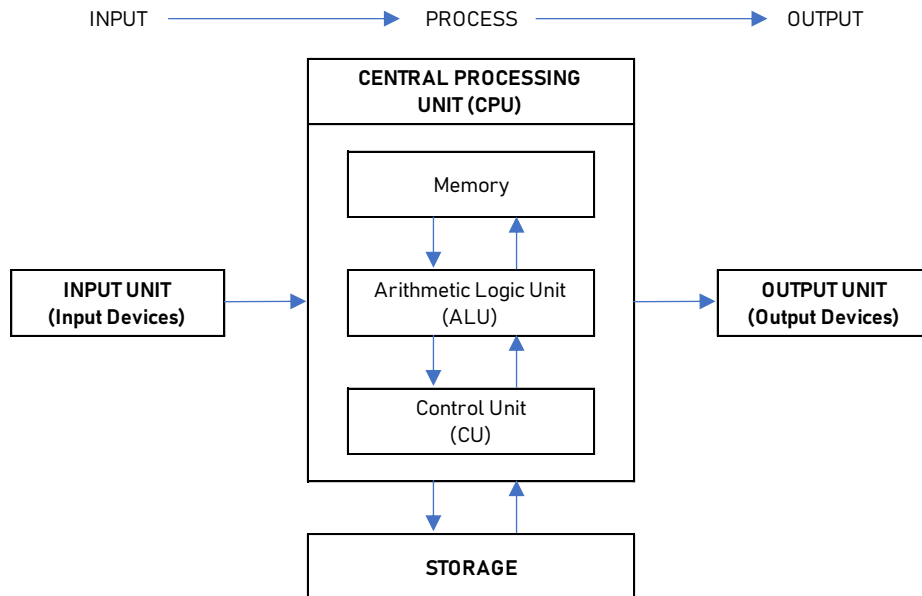 INPUT
PROCESS
OUTPUT
CENTRAL PROCESSING
UNIT (CPU)
Memory
INPUT UNIT
(Input Devices)
Arithmetic Logic Unit
(ALU)
OUTPUT UNIT
(Output Devices)
Control Unit
(CU)
STORAGE